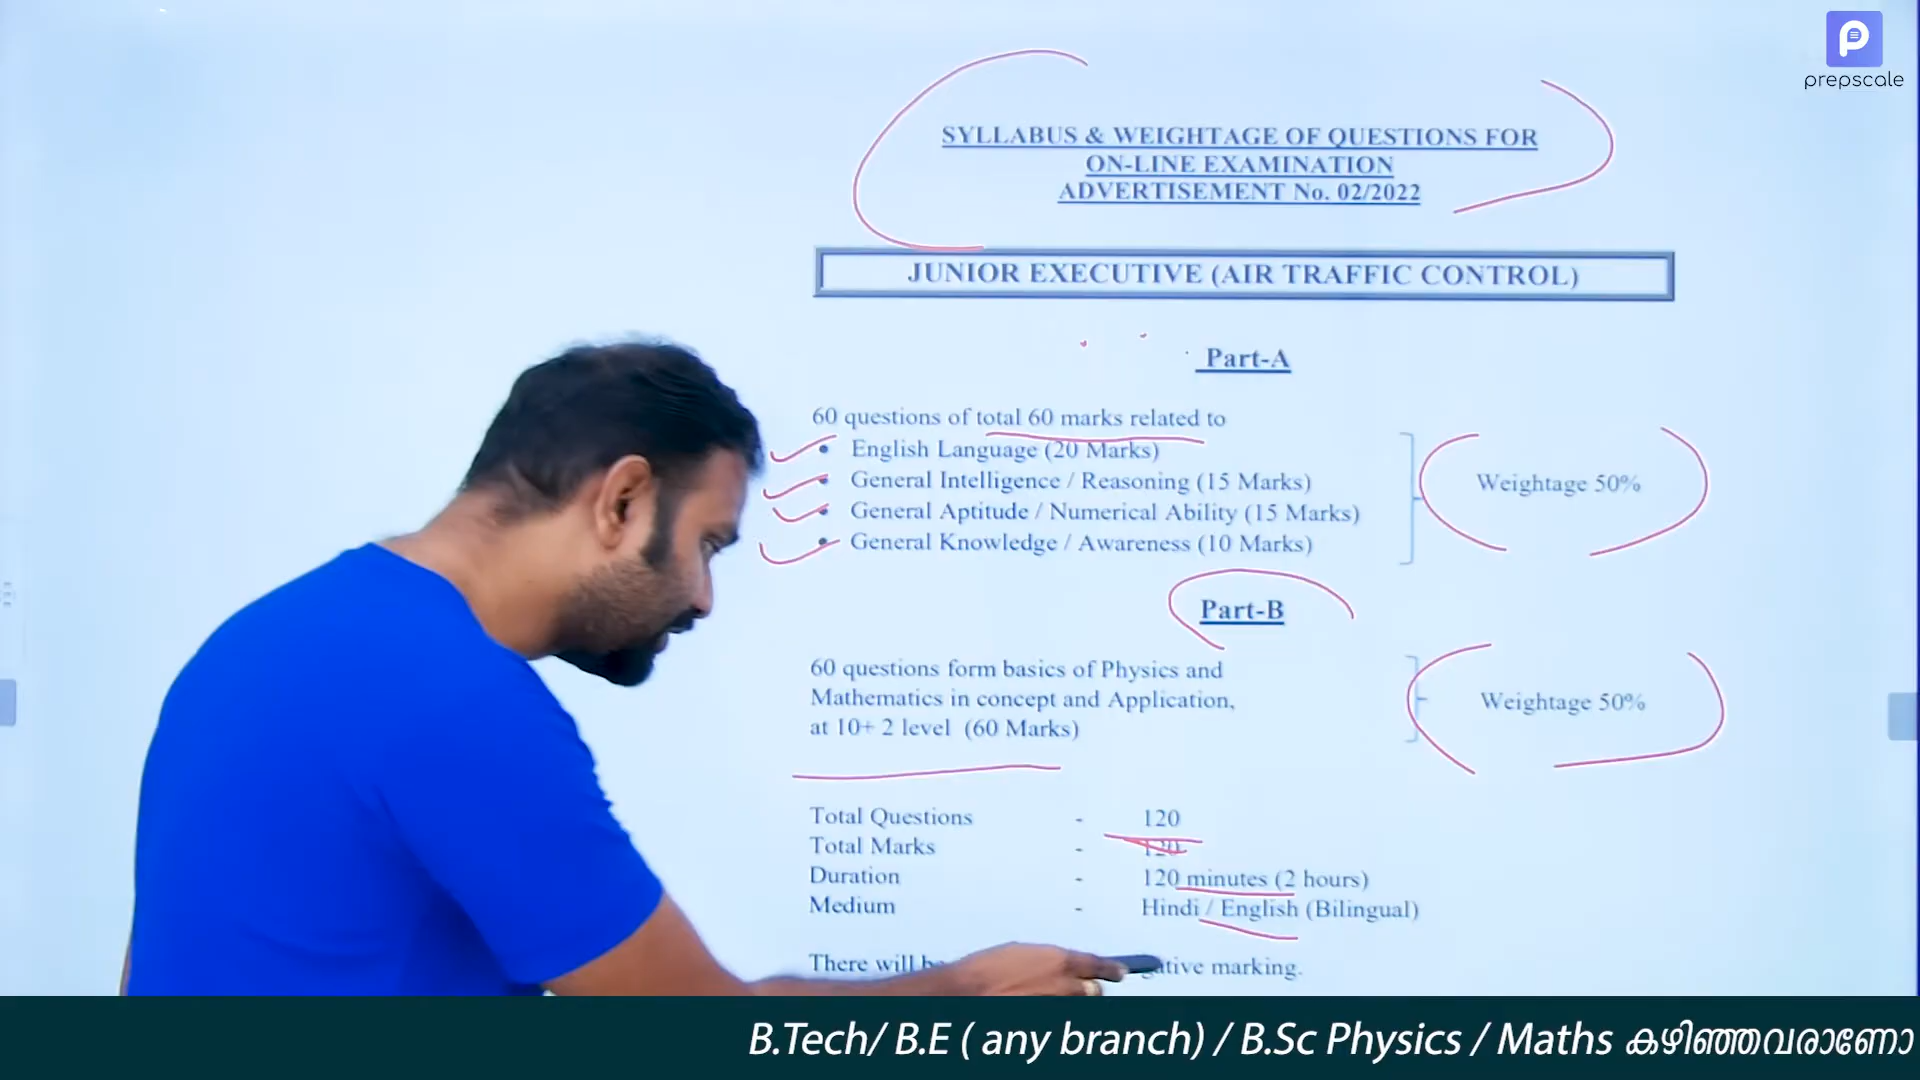 prepscale
SYLLABUS & WEIGHTAGE OF QUESTIONS FOR
ON-LINE EXAMINATION
ADVERTISEMENT No. 02/2022
JUNIOR EXECUTIVE (AIR TRAFFIC CONTROL)
Part-A
60 questions of total 60 marks related to
• English Language (20 Marks)
• General Intelligence / Reasoning (15 Marks)
• General Aptitude / Numerical Ability (15 Marks)
• General Knowledge / Awareness (10 Marks)
Weightage 50%
Part-B
60 questions form basics of Physics and
Mathematics in concept and Application,
at 10+ 2 level (60 Marks)
Weightage 50%
Total Questions - 120
Total Marks - 120
Duration - 120 minutes (2 hours)
Medium - Hindi / English (Bilingual)
There will marking.
B.Tech/ B.E ( any branch) / B.Sc Physics / Maths കഴിഞ്ഞവരാണോ